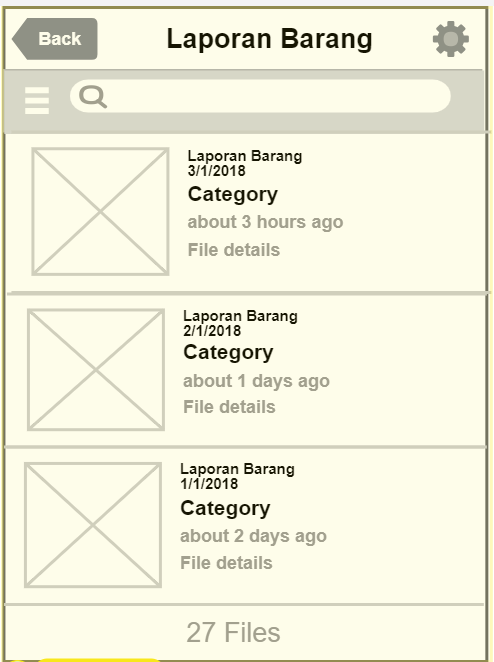 Back
Laporan Barang
Laporan Barang
3/1/2018
Category
about 3 hours ago
File details
Laporan Barang
2/1/2018
Category
about 1 days ago
File details
Laporan Barang
1/1/2018
Category
about 2 days ago
File details
27 Files